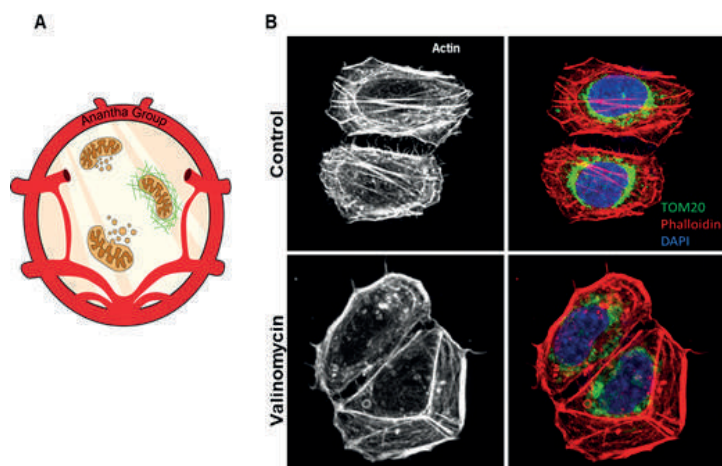 A
B
Anantha Group
Actin
Control
TOM20
Phalloidin
DAPI
Valinomycin